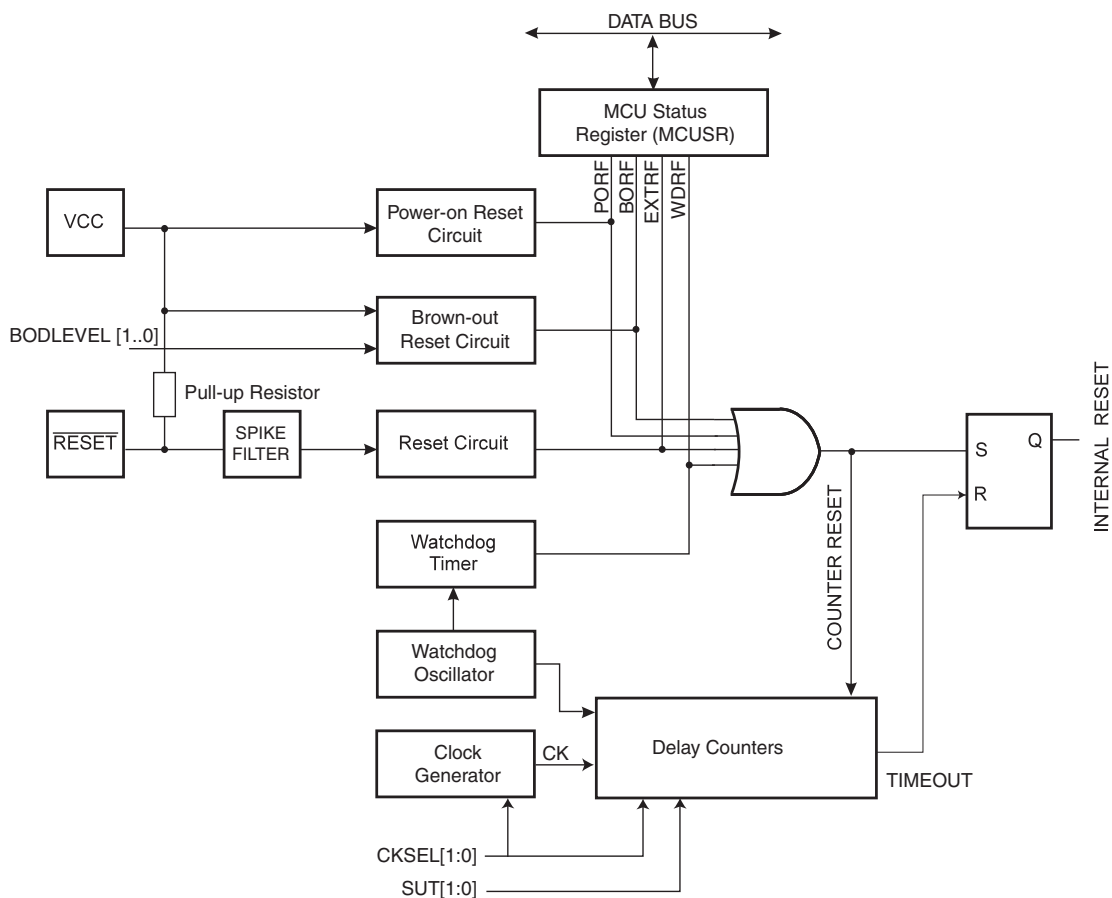 DATA BUS
MCU Status
Register (MCUSR)
PORF
BORF
EXTRF
WDRF
VCC
Power-on Reset
Circuit
BODLEVEL [1..0]
Brown-out
Reset Circuit
Pull-up Resistor
RESET
SPIKE
FILTER
Reset Circuit
S
Q
R
INTERNAL RESET
COUNTER RESET
Watchdog
Timer
Watchdog
Oscillator
Clock
Generator
CK
Delay Counters
TIMEOUT
CKSEL[1:0]
SUT[1:0]